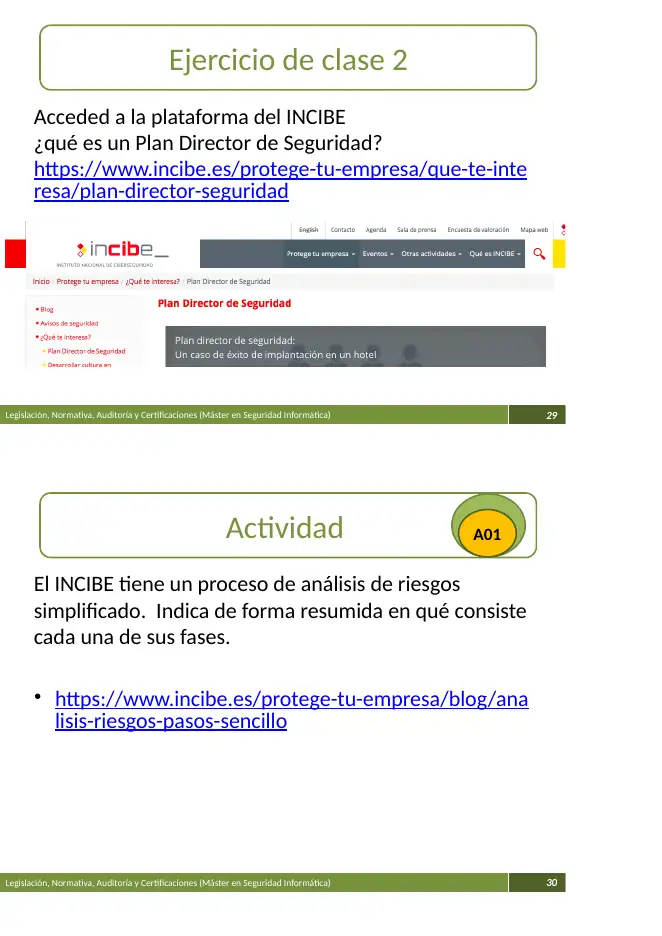 Ejercicio de clase 2
Acceded a la plataforma del INCIBE
¿qué es un Plan Director de Seguridad?
https://www.incibe.es/protege-tu-empresa/que-te-inte
resa/plan-director-seguridad
English Contacto Agenda Sala de prensa Encuesta de valoración Mapa web
incibe_
INSTITUTO NACIONAL DE CIBERSEGURIDAD
Protege tu empresa Eventos Otras actividades Qué es INCIBE
Inicio / Protege tu empresa / ¿Qué te interesa? / Plan Director de Seguridad
Plan Director de Seguridad
Blog
Avisos de seguridad
¿Qué te interesa?
Plan Director de Seguridad
Desarrollar cultura en
Plan director de seguridad:
Un caso de éxito de implantación en un hotel
Legislación, Normativa, Auditoría y Certificaciones (Máster en Seguridad Informática) 29
Actividad
A01
El INCIBE tiene un proceso de análisis de riesgos
simplificado. Indica de forma resumida en qué consiste
cada una de sus fases.
• https://www.incibe.es/protege-tu-empresa/blog/ana
lisis-riesgos-pasos-sencillo
Legislación, Normativa, Auditoría y Certificaciones (Máster en Seguridad Informática) 30